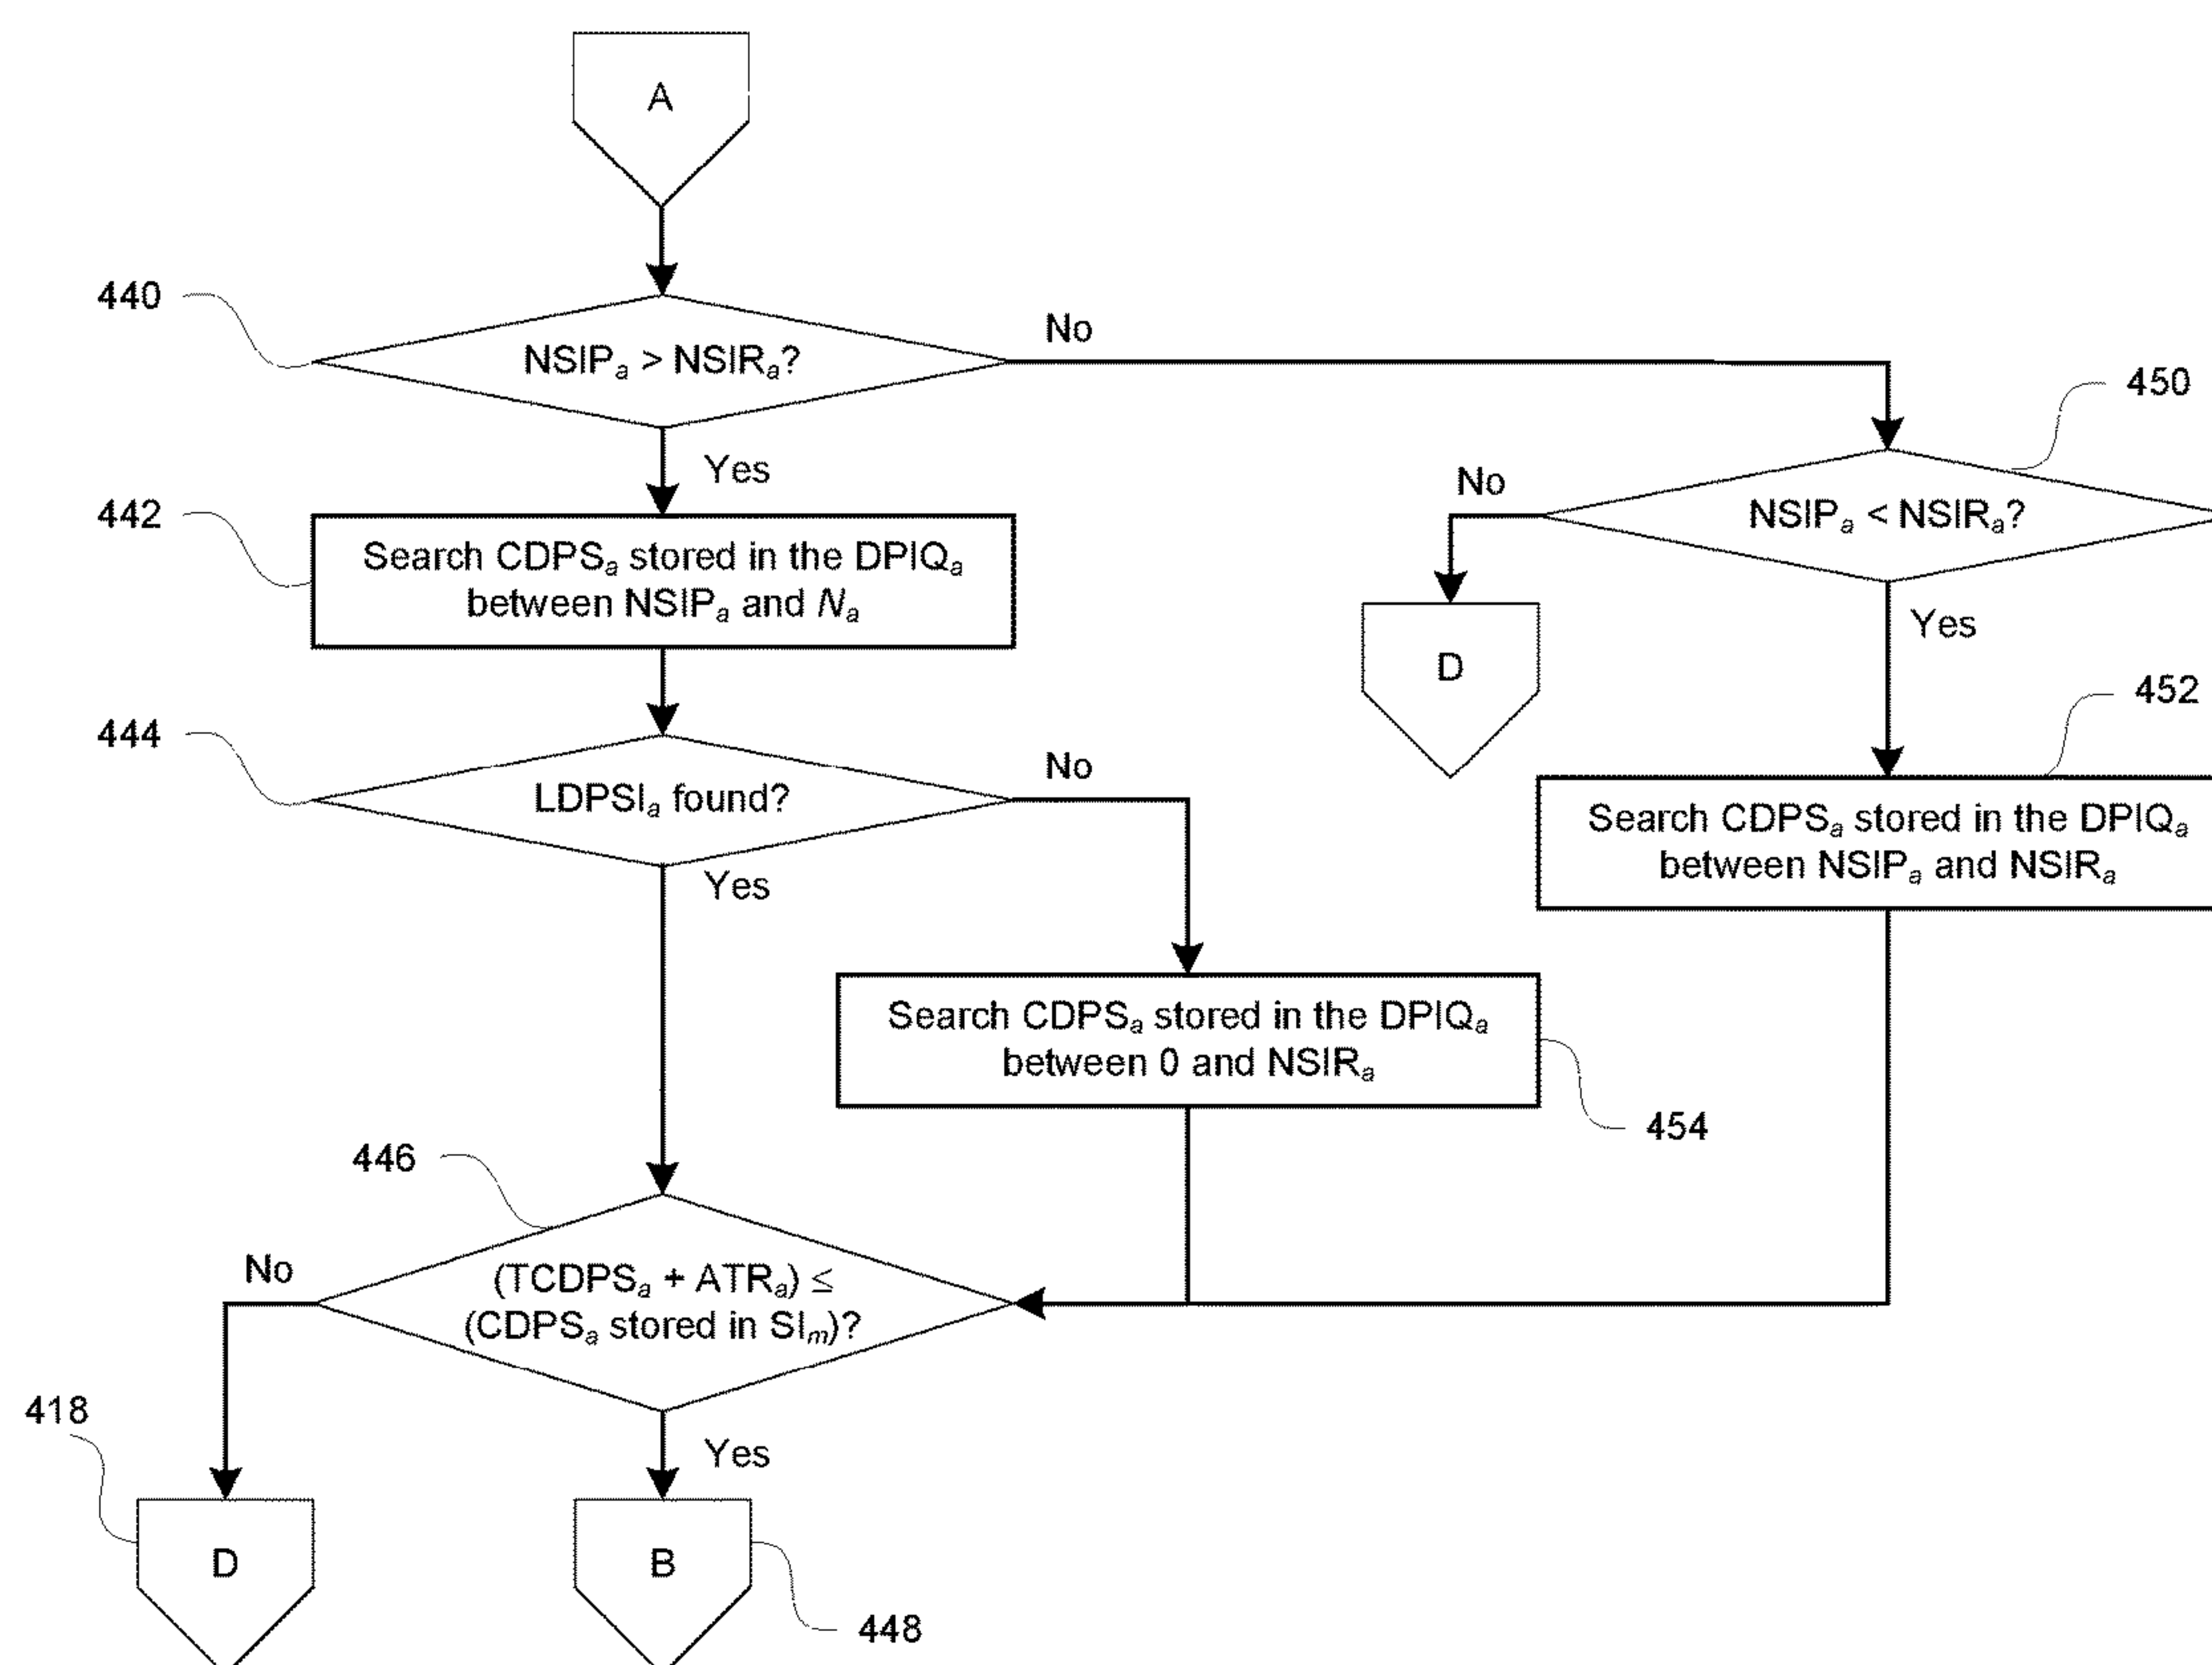 A
440
NSIPa > NSIRa?
No
450
Yes
No
NSIPa < NSIRa?
442
Search CDPSa stored in the DPIQa
between NSIPa and Na
D
Yes
452
444
LDPSIa found?
No
Search CDPSa stored in the DPIQa
between NSIPa and NSIRa
Yes
Search CDPSa stored in the DPIQa
between 0 and NSIRa
454
446
No
(TCDPSa + ATRa) ≤
(CDPSa stored in SIm)?
418
Yes
D
B
448